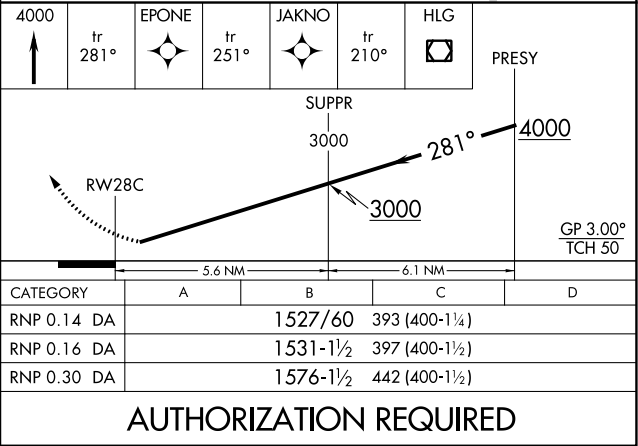 4000 tr 281° EPONE tr 251° JAKNO tr 210° HLG
PRESY
SUPPR
3000
281°
4000
RW28C
3000
GP 3.00°
TCH 50
5.6 NM 6.1 NM
CATEGORY A B C D
RNP 0.14 DA 1527/60 393 (400-1¼)
RNP 0.16 DA 1531-1½ 397 (400-1½)
RNP 0.30 DA 1576-1½ 442 (400-1½)
AUTHORIZATION REQUIRED